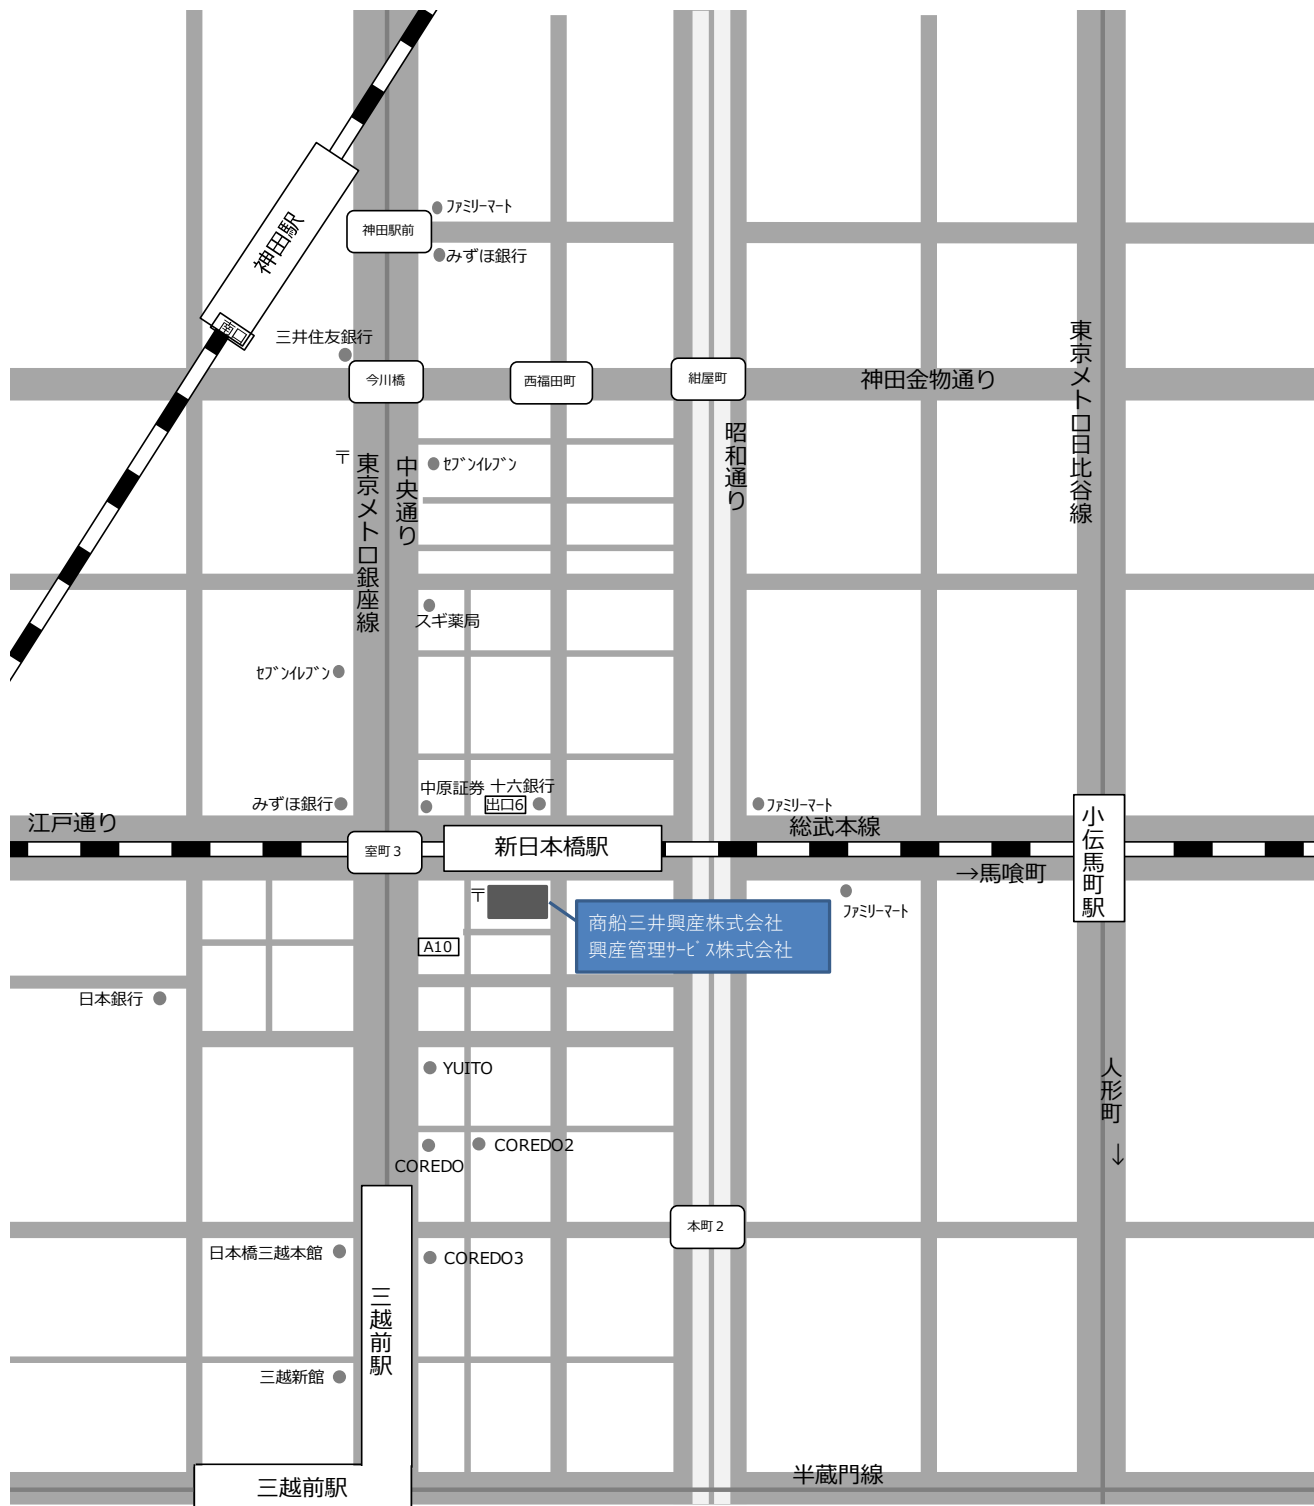 ﾌｧﾐﾘｰﾏｰﾄ
神田駅前
神田駅
みずほ銀行
南口
三井住友銀行
今川橋
西福田町
紺屋町
神田金物通り
東京メトロ日比谷線
昭和通り
〒
東京メトロ銀座線
中央通り
ｾﾌﾞﾝｲﾚﾌﾞﾝ
スギ薬局
ｾﾌﾞﾝｲﾚﾌﾞﾝ
中原証券
十六銀行
みずほ銀行
出口6
ﾌｧﾐﾘｰﾏｰﾄ
江戸通り
総武本線
小伝馬町駅
室町３
新日本橋駅
→馬喰町
〒
ﾌｧﾐﾘｰﾏｰﾄ
商船三井興産株式会社
興産管理ｻｰﾋﾞｽ株式会社
A10
日本銀行
YUITO
人形町
↓
COREDO2
COREDO
本町２
日本橋三越本館
COREDO3
三越前駅
三越新館
半蔵門線
三越前駅